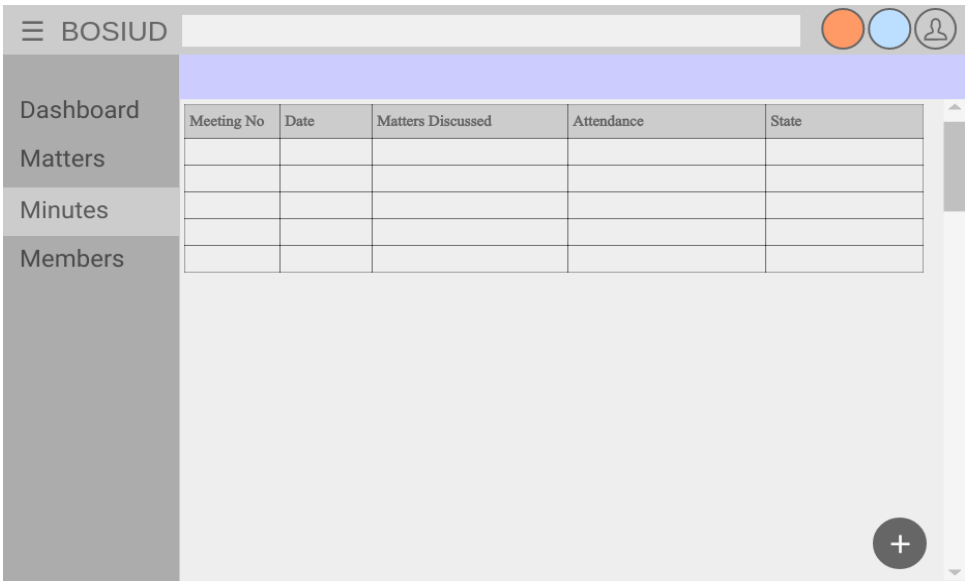 ☰ BOSIUD
Dashboard
Matters
Minutes
Members
Meeting No Date Matters Discussed Attendance State
+